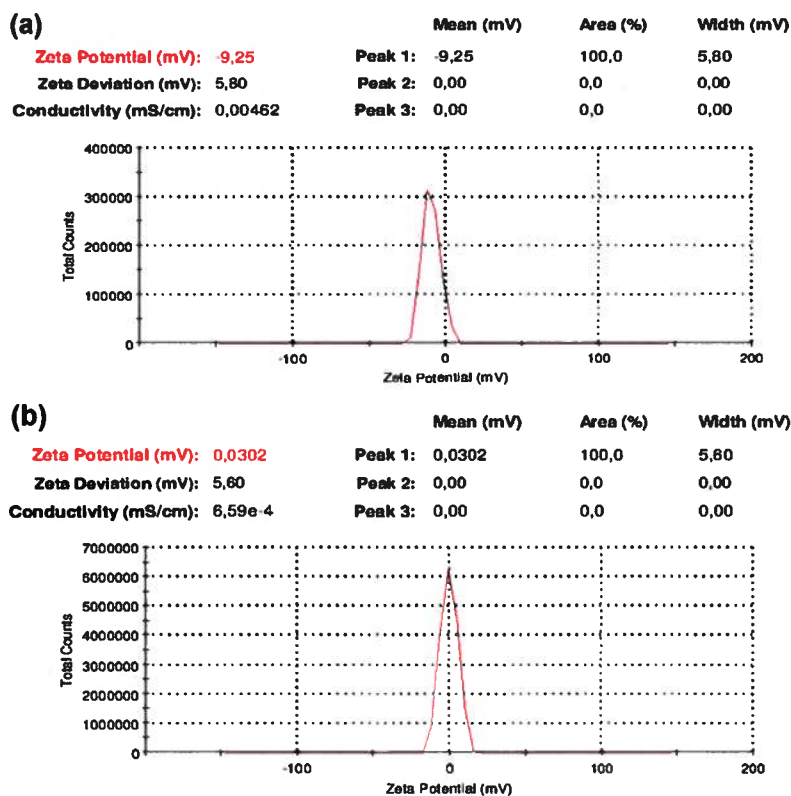 (a)
Mean (mV) Area (%) Width (mV)
Zeta Potential (mV): -9,25 Peak 1: -9,25 100,0 5,80
Zeta Deviation (mV): 5,80 Peak 2: 0,00 0,0 0,00
Conductivity (mS/cm): 0,00462 Peak 3: 0,00 0,0 0,00
400000
300000
200000
100000
0
Total Counts
-100 0 100 200
Zeta Potential (mV)
(b)
Mean (mV) Area (%) Width (mV)
Zeta Potential (mV): 0,0302 Peak 1: 0,0302 100,0 5,80
Zeta Deviation (mV): 5,60 Peak 2: 0,00 0,0 0,00
Conductivity (mS/cm): 6,59e-4 Peak 3: 0,00 0,0 0,00
7000000
6000000
5000000
4000000
3000000
2000000
1000000
0
Total Counts
-100 0 100 200
Zeta Potential (mV)